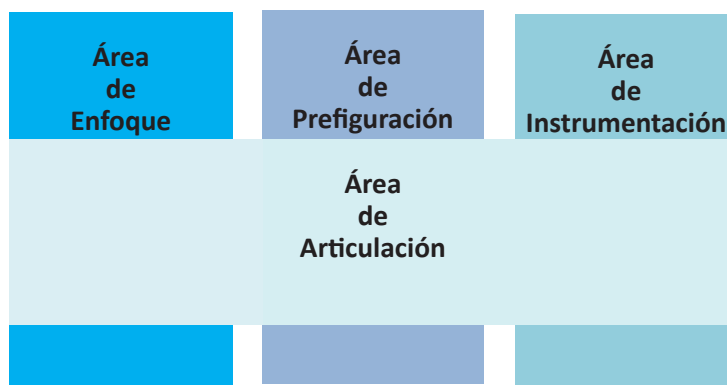 Área
de
Enfoque
Área
de
Prefiguración
Área
de
Instrumentación
Área
de
Articulación